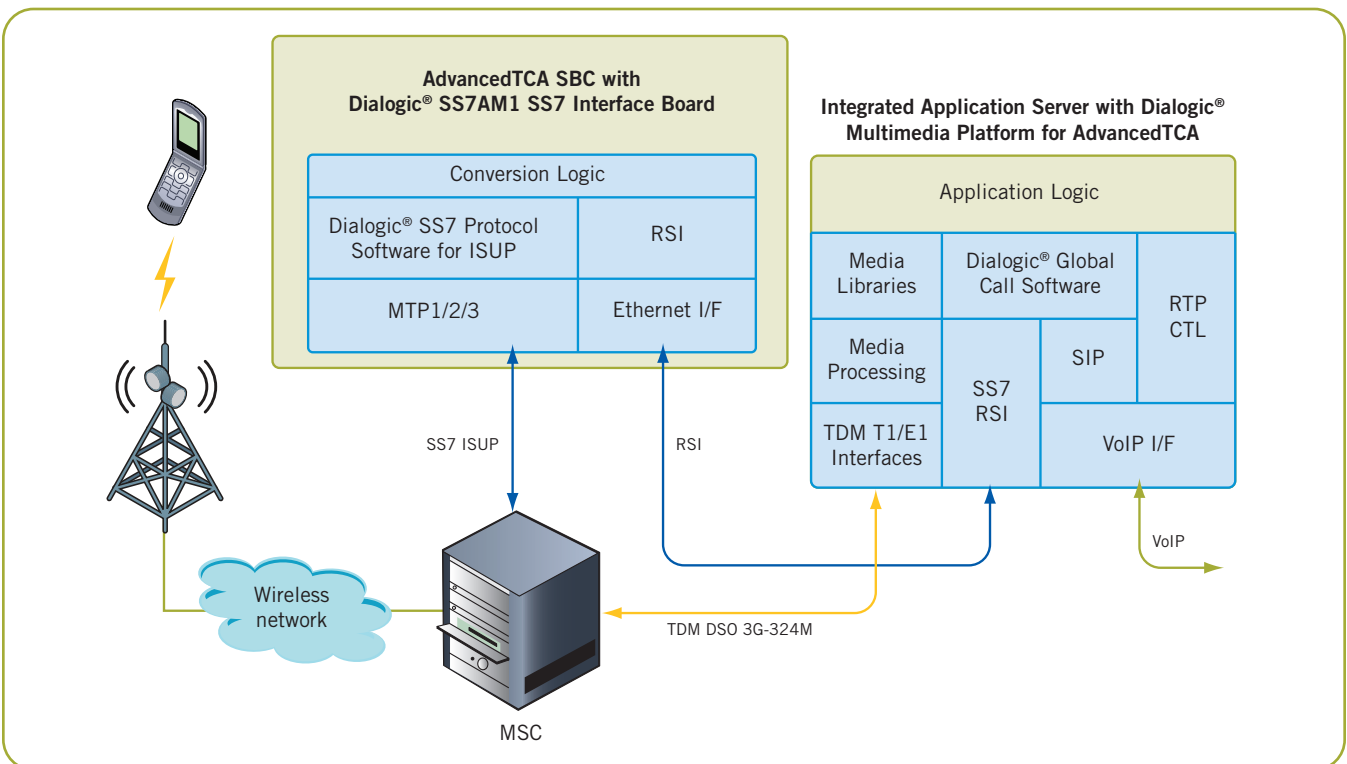 AdvancedTCA SBC with
Dialogic® SS7AM1 SS7 Interface Board
Conversion Logic
Dialogic® SS7 Protocol
Software for ISUP
RSI
MTP1/2/3
Ethernet I/F
Integrated Application Server with Dialogic®
Multimedia Platform for AdvancedTCA
Application Logic
Media
Libraries
Dialogic® Global
Call Software
RTP
CTL
Media
Processing
SS7
RSI
SIP
TDM T1/E1
Interfaces
VoIP I/F
SS7 ISUP
RSI
VoIP
Wireless
network
TDM DSO 3G-324M
MSC